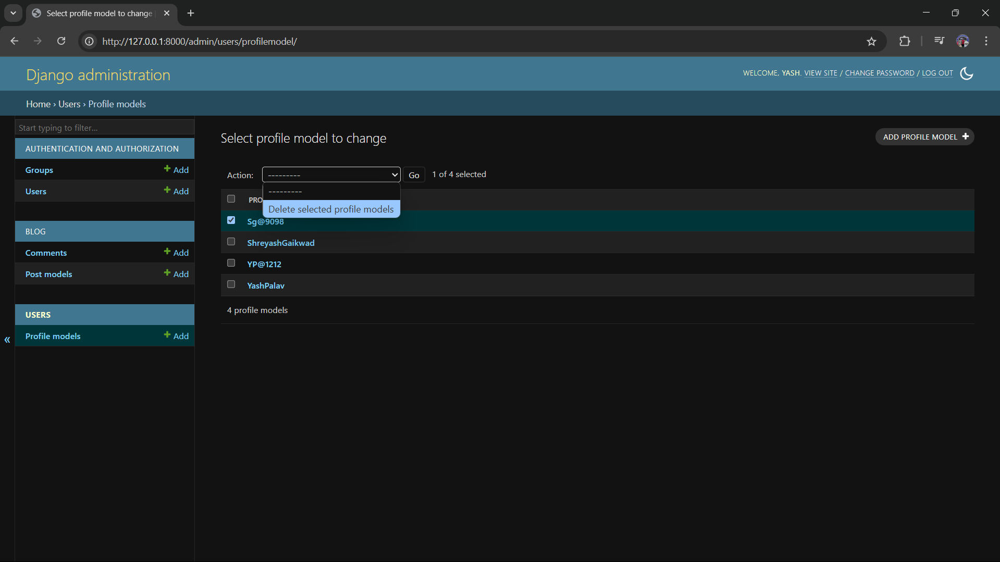 Select profile model to change
http://127.0.0.1:8000/admin/users/profilemodel/
Django administration
WELCOME, YASH. VIEW SITE / CHANGE PASSWORD / LOG OUT
Home › Users › Profile models
Start typing to filter...
AUTHENTICATION AND AUTHORIZATION
Groups + Add
Users + Add
BLOG
Comments + Add
Post models + Add
USERS
Profile models + Add
«
Select profile model to change
ADD PROFILE MODEL +
Action: --------- Go 1 of 4 selected
---------
Delete selected profile models
PRO
Sg@9098
ShreyashGaikwad
YP@1212
YashPalav
4 profile models